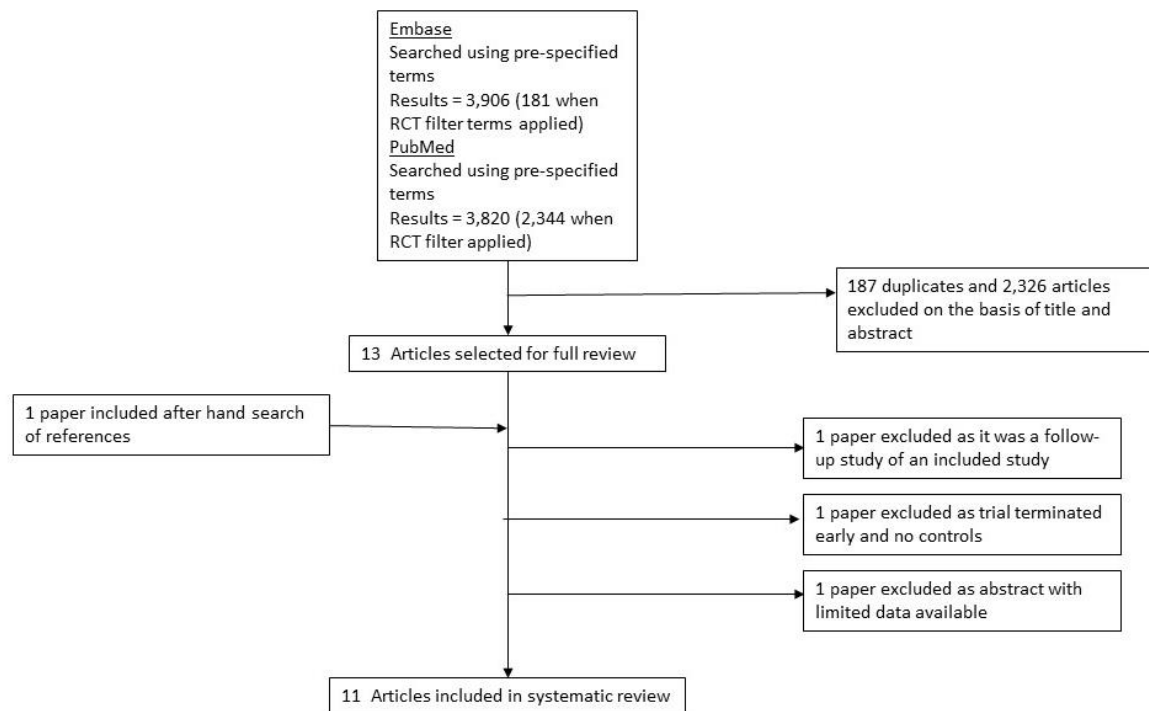 Embase
Searched using pre-specified
terms
Results = 3,906 (181 when
RCT filter terms applied)
PubMed
Searched using pre-specified
terms
Results = 3,820 (2,344 when
RCT filter applied)
187 duplicates and 2,326 articles
excluded on the basis of title and
abstract
13 Articles selected for full review
1 paper included after hand search
of references
1 paper excluded as it was a follow-
up study of an included study
1 paper excluded as trial terminated
early and no controls
1 paper excluded as abstract with
limited data available
11 Articles included in systematic review